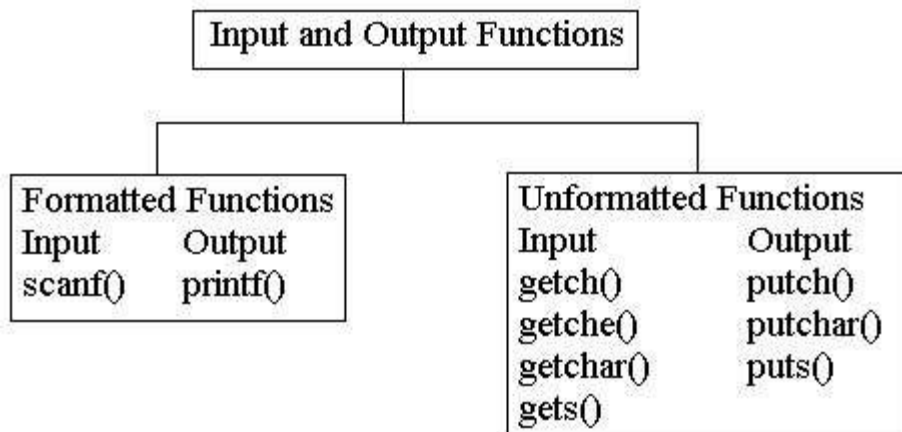 Input and Output Functions
Formatted Functions
Input Output
scanf() printf()
Unformatted Functions
Input Output
getch() putch()
getche() putchar()
getchar() puts()
gets()